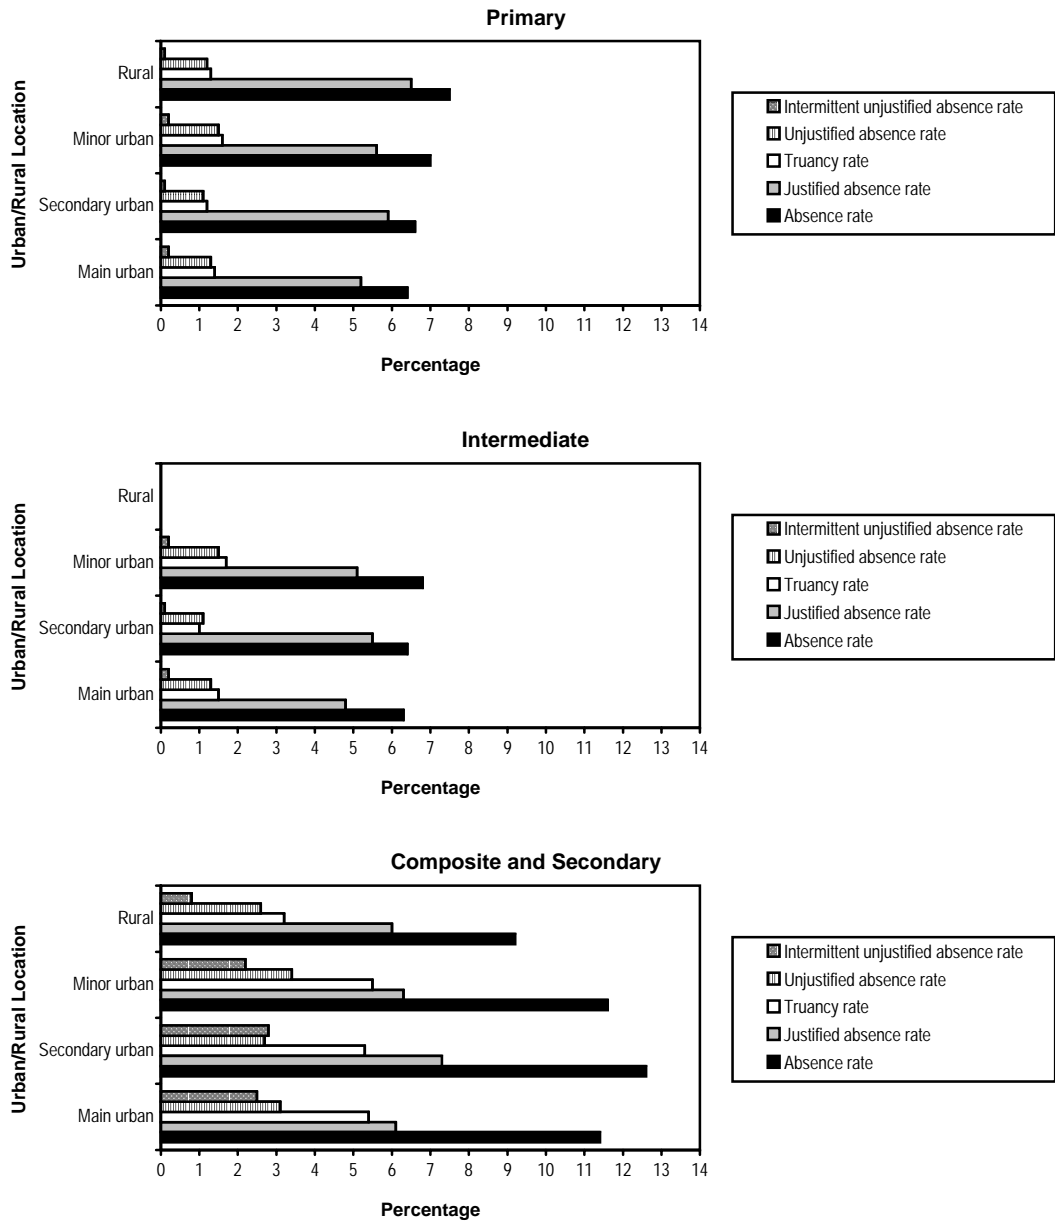 Primary
Urban/Rural Location
Rural
Minor urban
Secondary urban
Main urban
0 1 2 3 4 5 6 7 8 9 10 11 12 13 14
Percentage
Intermittent unjustified absence rate
Unjustified absence rate
Truancy rate
Justified absence rate
Absence rate
Intermediate
Urban/Rural Location
Rural
Minor urban
Secondary urban
Main urban
0 1 2 3 4 5 6 7 8 9 10 11 12 13 14
Percentage
Intermittent unjustified absence rate
Unjustified absence rate
Truancy rate
Justified absence rate
Absence rate
Composite and Secondary
Urban/Rural Location
Rural
Minor urban
Secondary urban
Main urban
0 1 2 3 4 5 6 7 8 9 10 11 12 13 14
Percentage
Intermittent unjustified absence rate
Unjustified absence rate
Truancy rate
Justified absence rate
Absence rate